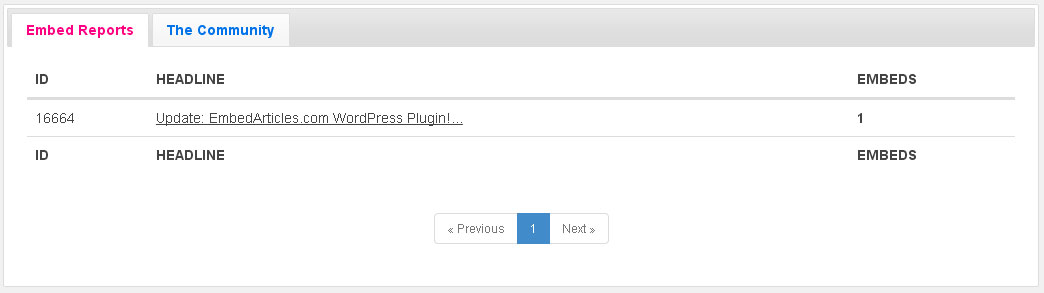 Embed Reports The Community
ID HEADLINE EMBEDS
16664 Update: EmbedArticles.com WordPress Plugin!... 1
ID HEADLINE EMBEDS
« Previous 1 Next »